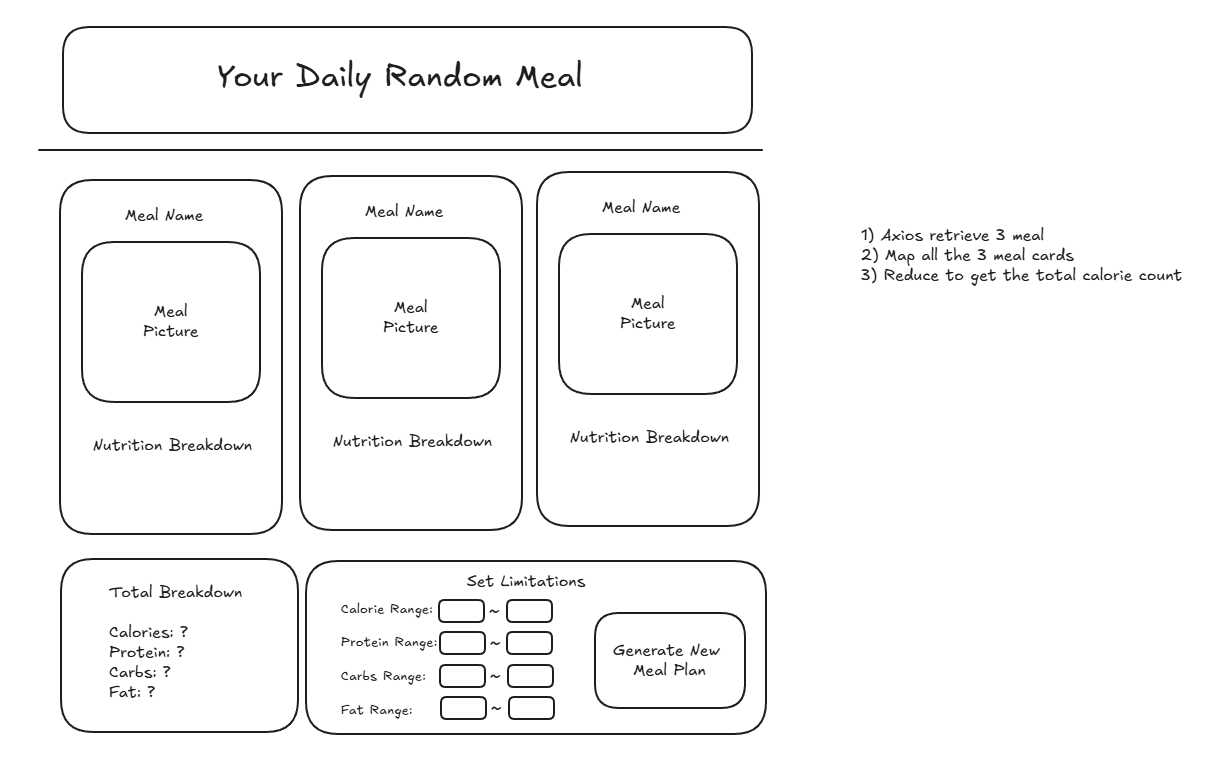 Your Daily Random Meal
Meal Name
Meal
Picture
Nutrition Breakdown
Meal Name
Meal
Picture
Nutrition Breakdown
Meal Name
Meal
Picture
Nutrition Breakdown
1) Axios retrieve 3 meal
2) Map all the 3 meal cards
3) Reduce to get the total calorie count
Total Breakdown
Calories: ?
Protein: ?
Carbs: ?
Fat: ?
Set Limitations
Calorie Range: ~
Protein Range: ~
Carbs Range: ~
Fat Range: ~
Generate New
Meal Plan